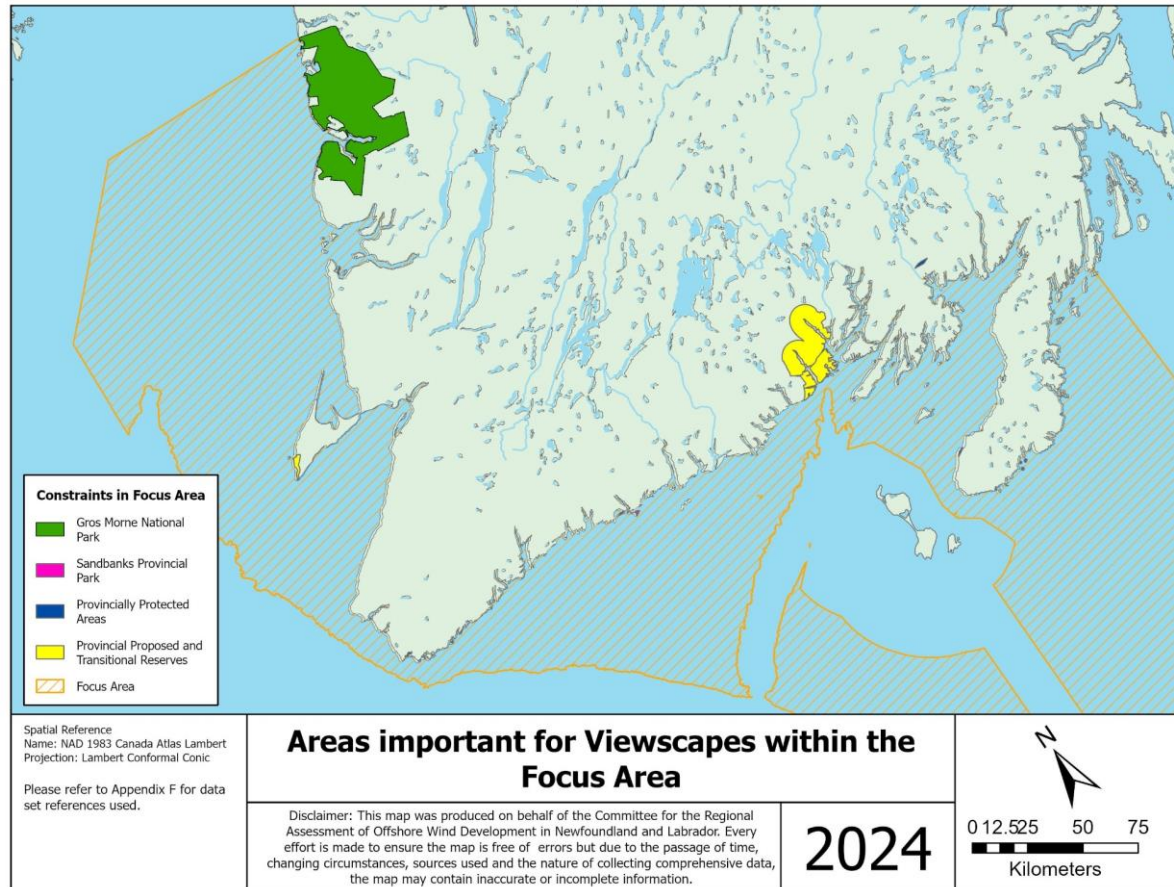 Constraints in Focus Area
Gros Morne National
Park
Sandbanks Provincial
Park
Provincially Protected
Areas
Provincial Proposed and
Transitional Reserves
Focus Area
Spatial Reference
Name: NAD 1983 Canada Atlas Lambert
Projection: Lambert Conformal Conic
Please refer to Appendix F for data
set references used.
Areas important for Viewscapes within the
Focus Area
Disclaimer: This map was produced on behalf of the Committee for the Regional
Assessment of Offshore Wind Development in Newfoundland and Labrador. Every
effort is made to ensure the map is free of errors but due to the passage of time,
changing circumstances, sources used and the nature of collecting comprehensive data,
the map may contain inaccurate or incomplete information.
2024
N
0 12.525 50 75
Kilometers